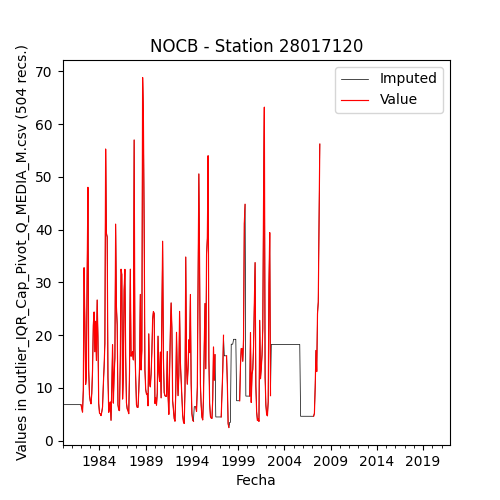 NOCB - Station 28017120
Imputed
Value
Values in Outlier_IQR_Cap_Pivot_Q_MEDIA_M.csv (504 recs.)
70
60
50
40
30
20
10
0
1984 1989 1994 1999 2004 2009 2014 2019
Fecha